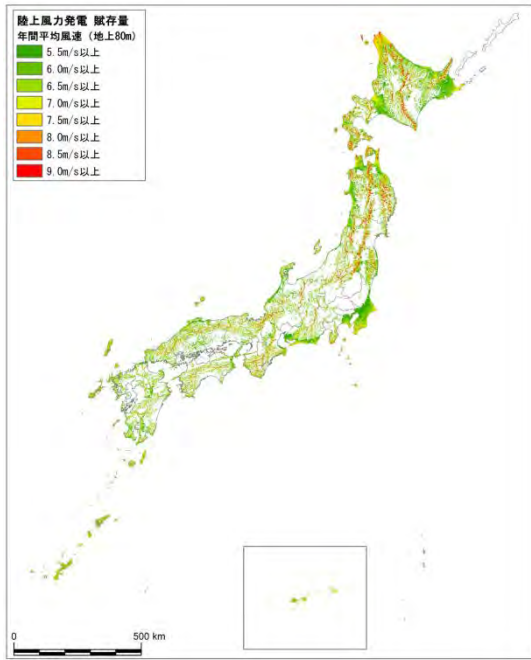 陸上風力発電 賦存量
年間平均風速（地上80m）
5.5m/s以上
6.0m/s以上
6.5m/s以上
7.0m/s以上
7.5m/s以上
8.0m/s以上
8.5m/s以上
9.0m/s以上
0 500 km